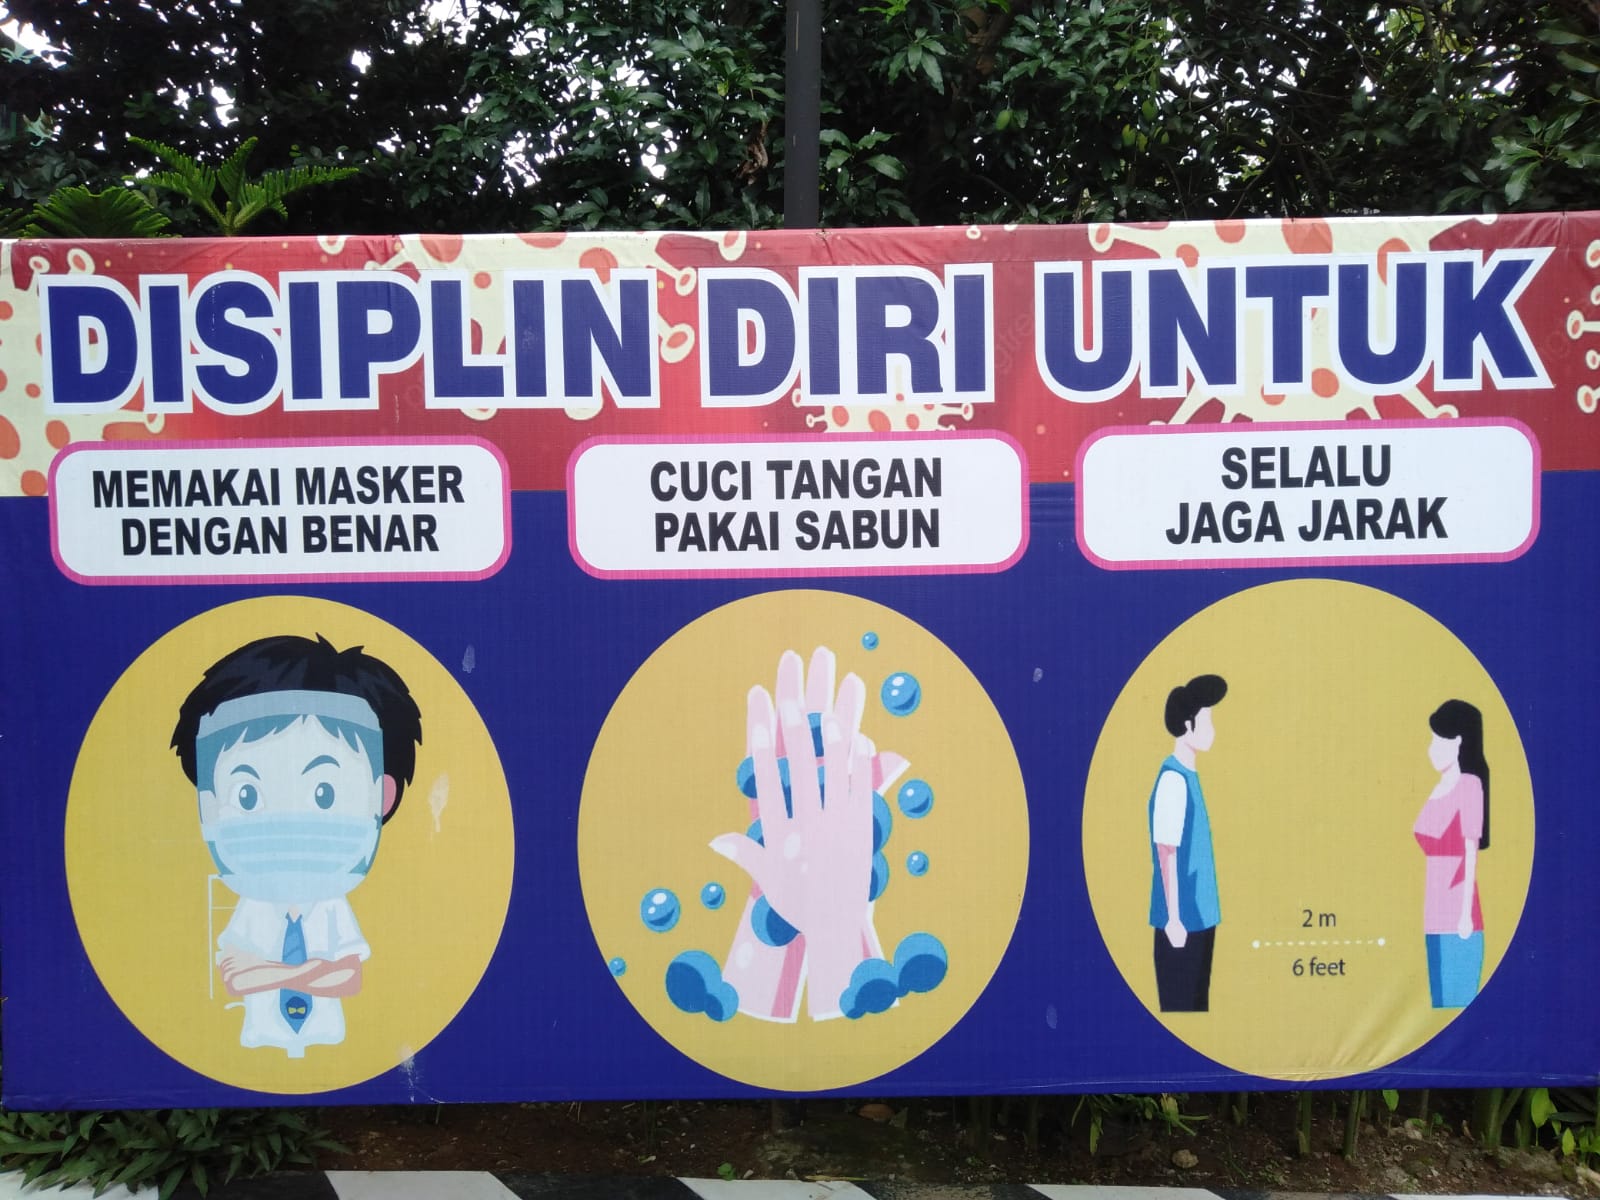 DISIPLIN DIRI UNTUK
MEMAKAI MASKER
DENGAN BENAR
CUCI TANGAN
PAKAI SABUN
SELALU
JAGA JARAK
2 m
6 feet